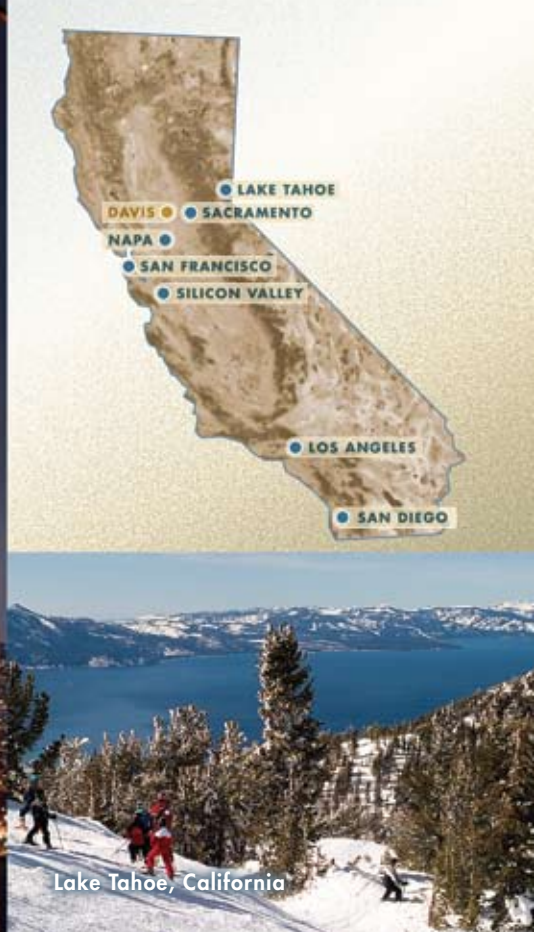 LAKE TAHOE
DAVIS
SACRAMENTO
NAPA
SAN FRANCISCO
SILICON VALLEY
LOS ANGELES
SAN DIEGO
Lake Tahoe, California